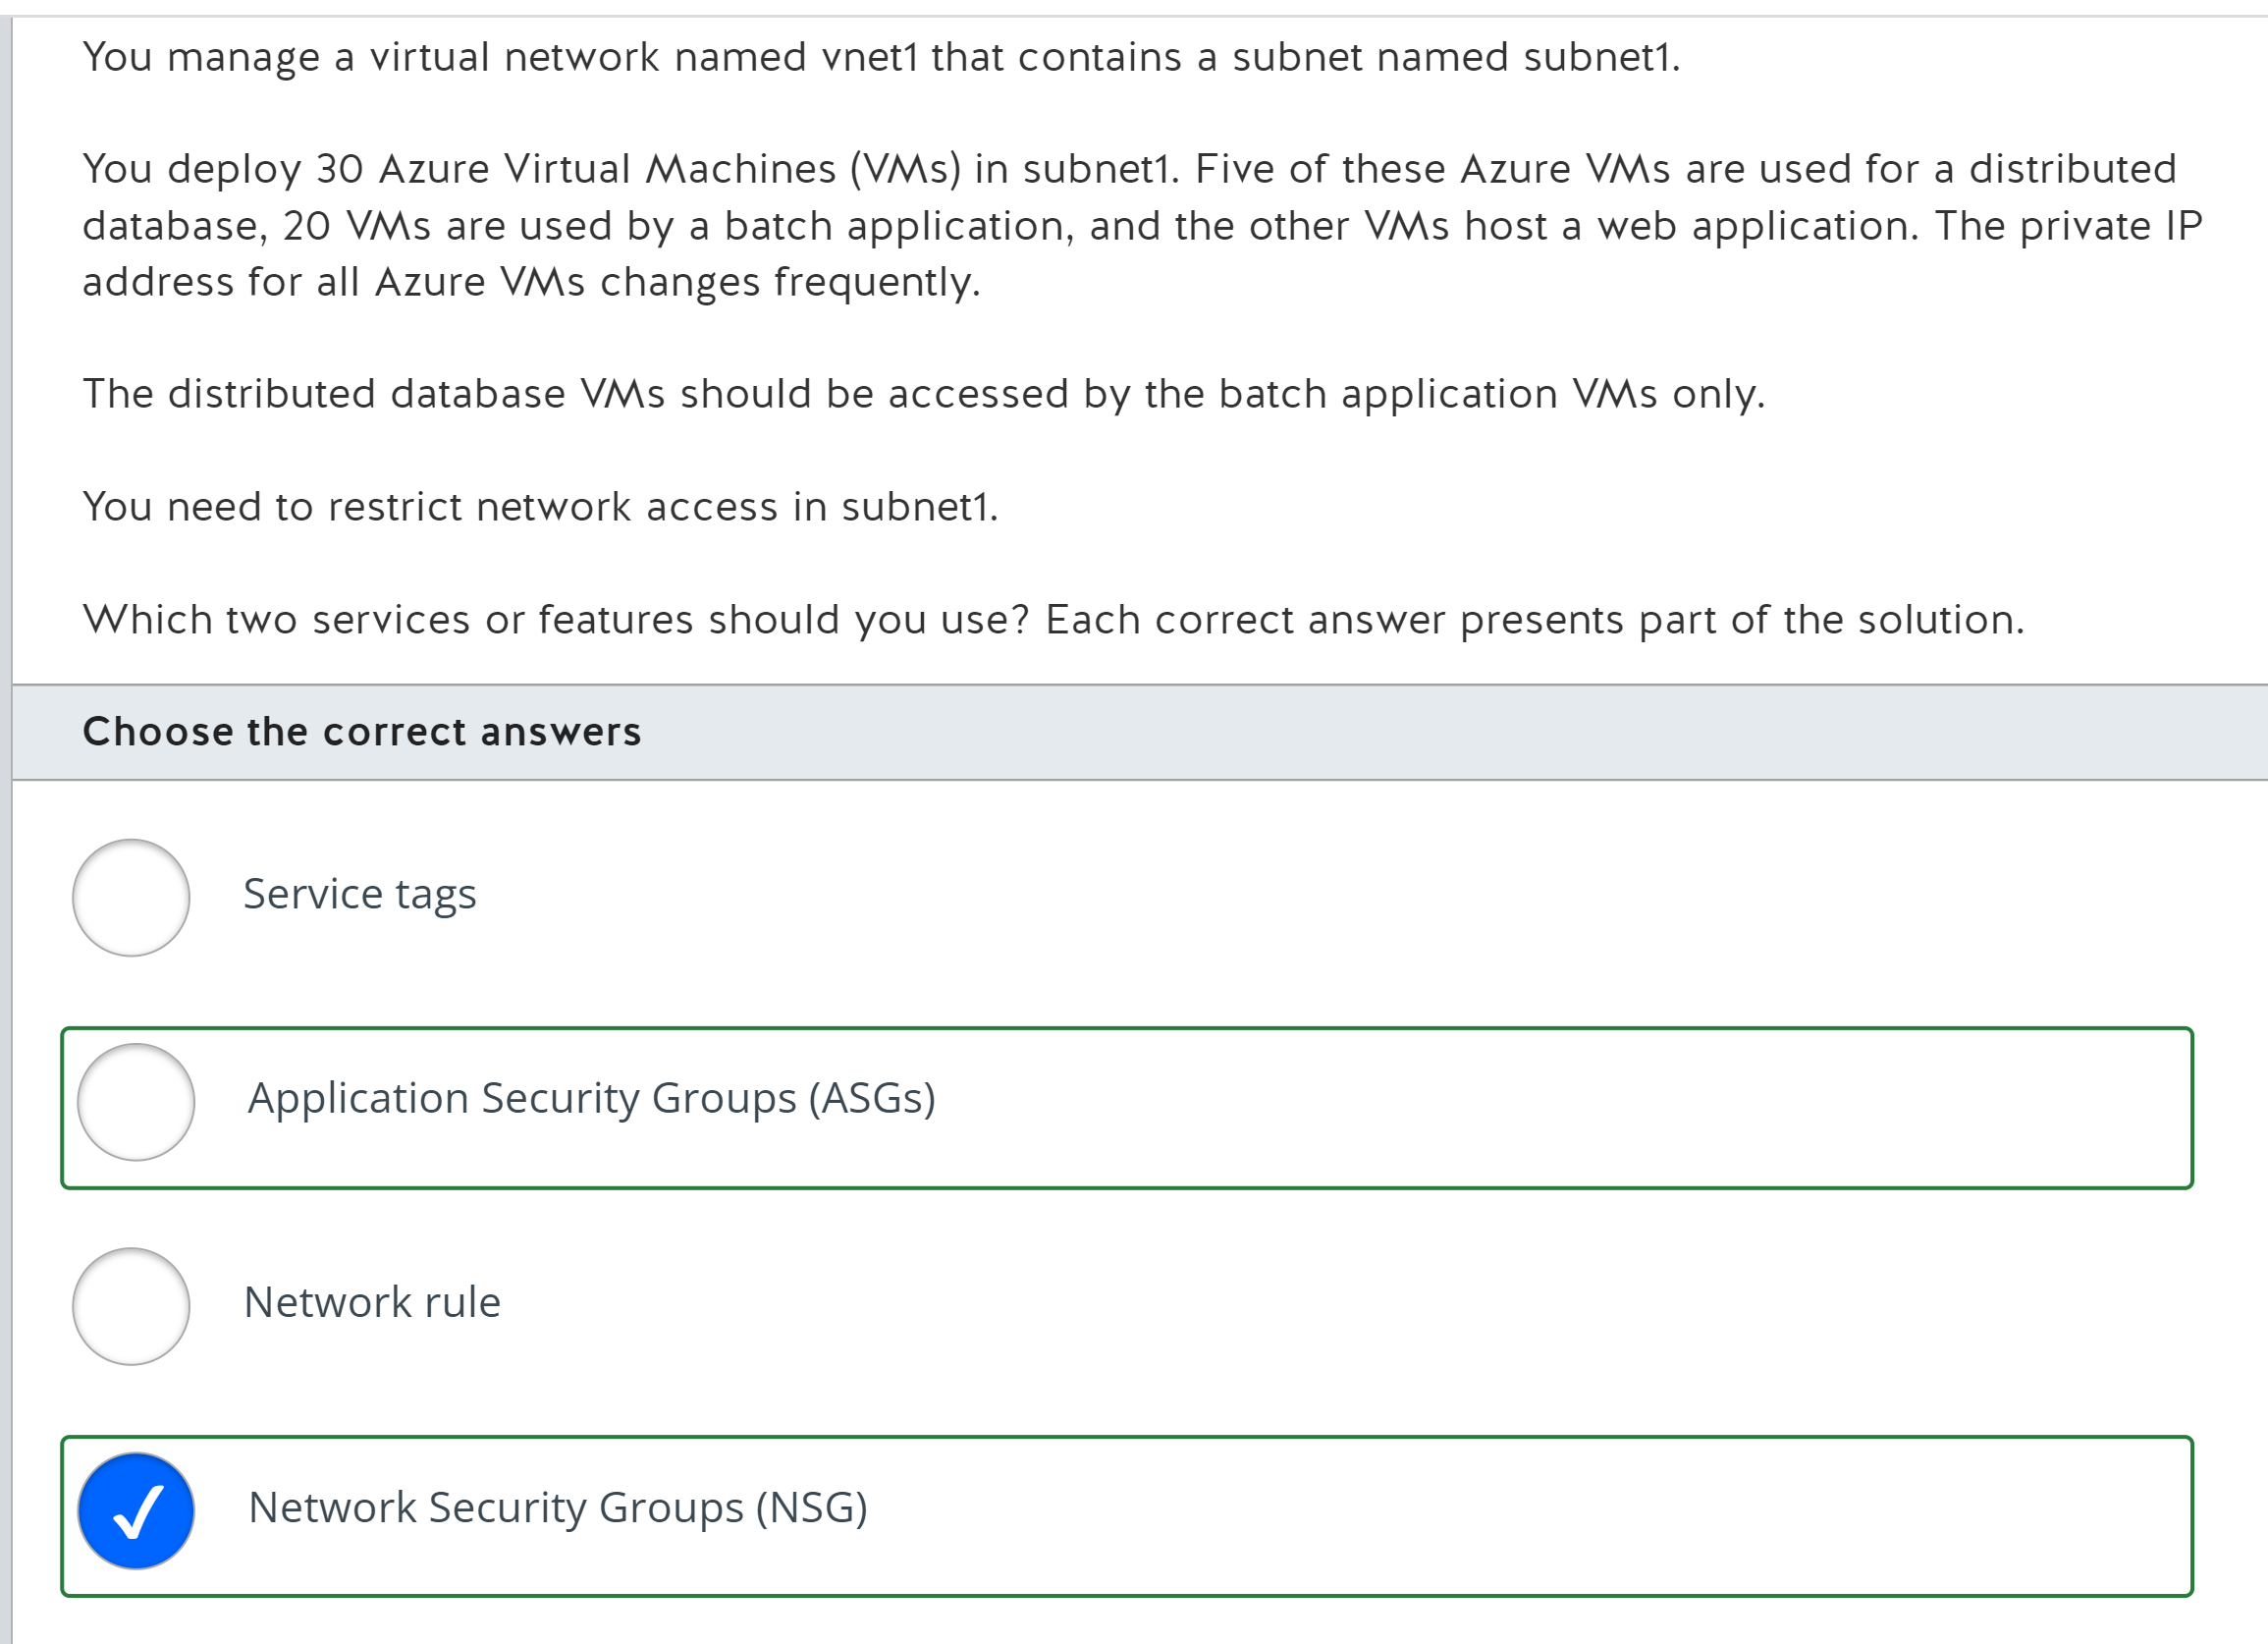 You manage a virtual network named vnet1 that contains a subnet named subnet1.
You deploy 30 Azure Virtual Machines (VMs) in subnet1. Five of these Azure VMs are used for a distributed
database, 20 VMs are used by a batch application, and the other VMs host a web application. The private IP
address for all Azure VMs changes frequently.
The distributed database VMs should be accessed by the batch application VMs only.
You need to restrict network access in subnet1.
Which two services or features should you use? Each correct answer presents part of the solution.
Choose the correct answers
Service tags
Application Security Groups (ASGs)
Network rule
Network Security Groups (NSG)